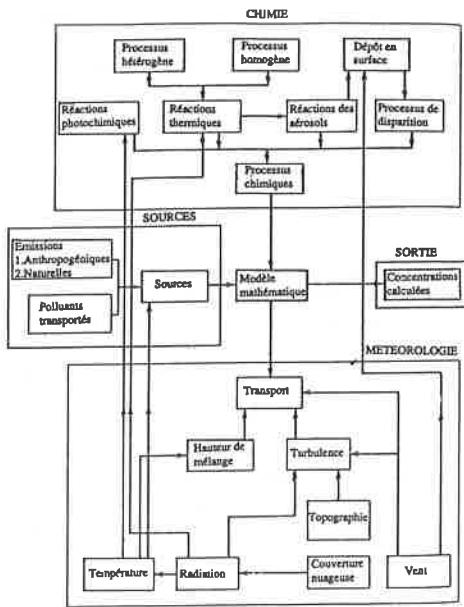 CHIMIE
Processus
hétérogène
Processus
homogène
Dépôt en
surface
Réactions
photochimiques
Réactions
thermiques
Réactions des
aérosols
Processus de
disparition
Processus
chimiques
SOURCES
Emissions
1.Anthropogéniques
2.Naturelles
Polluants
transportés
Sources
Modèle
mathématique
SORTIE
Concentrations
calculées
METEOROLOGIE
Transport
Hauteur de
mélange
Turbulence
Topographie
Température
Radiation
Couverture
nuageuse
Vent